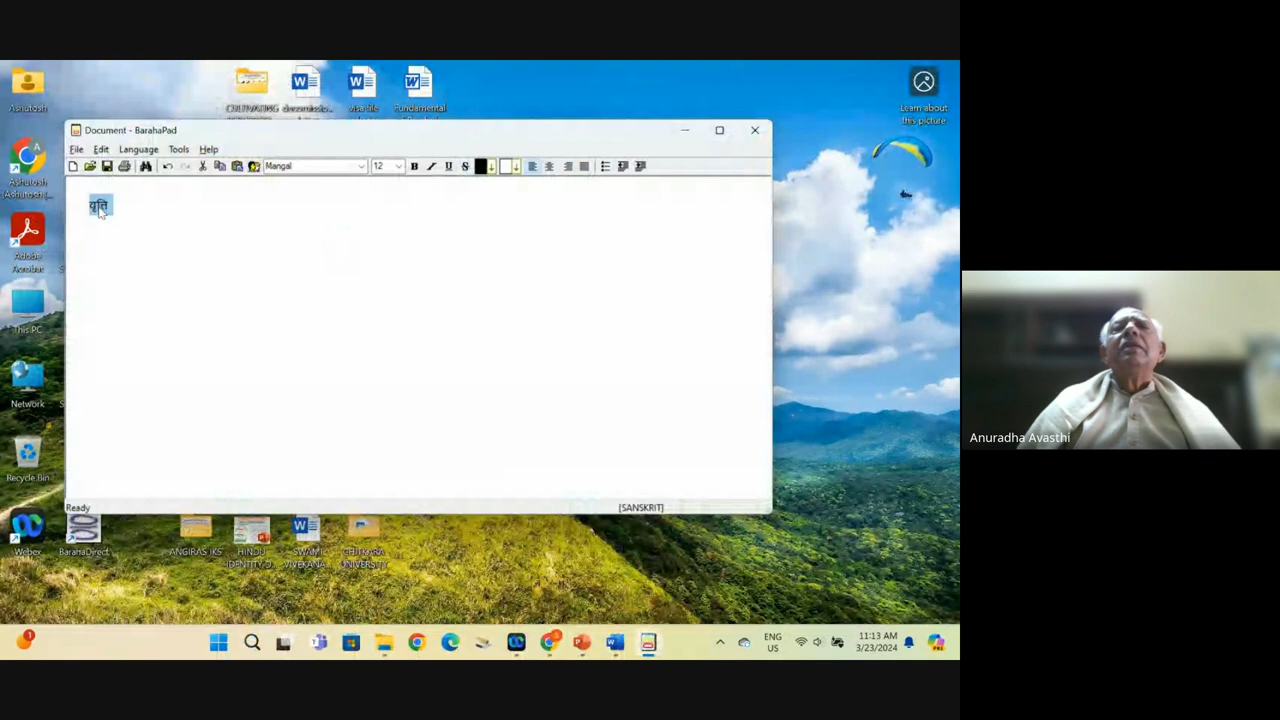 Ashutosh
Learn about
this picture
Document - BarahaPad
File Edit Language Tools Help
Mangal 12 B I U S
यृति
Adobe
Acrobat
This PC
Network
Recycle Bin
Ready [SANSKRIT]
Webex
BarahaDirect
ANGIRAS IKS
HINDU
IDENTITY
SWAMI
VIVEKANA...
CHITKARA
UNIVERSITY
ENG
US
11:13 AM
3/23/2024
Anuradha Avasthi